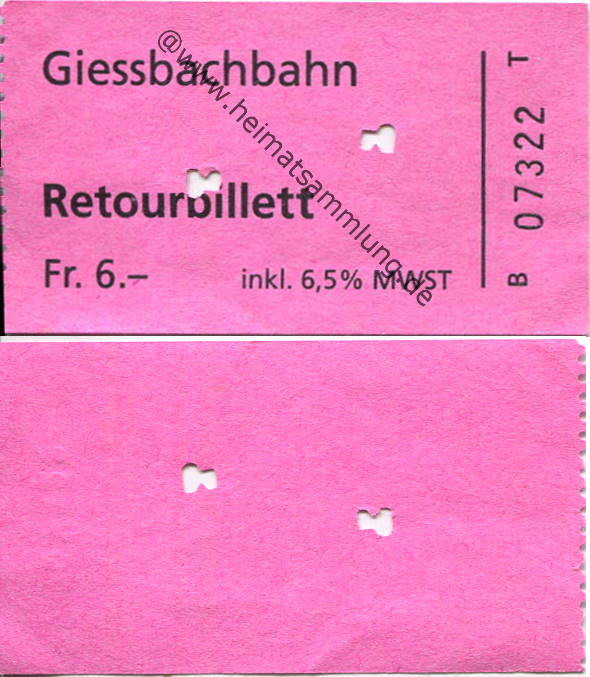 Giessbachbahn
Retourbillett
Fr. 6.–
inkl. 6,5% MWST
B 07322 T
@www.heimatsammlung.de